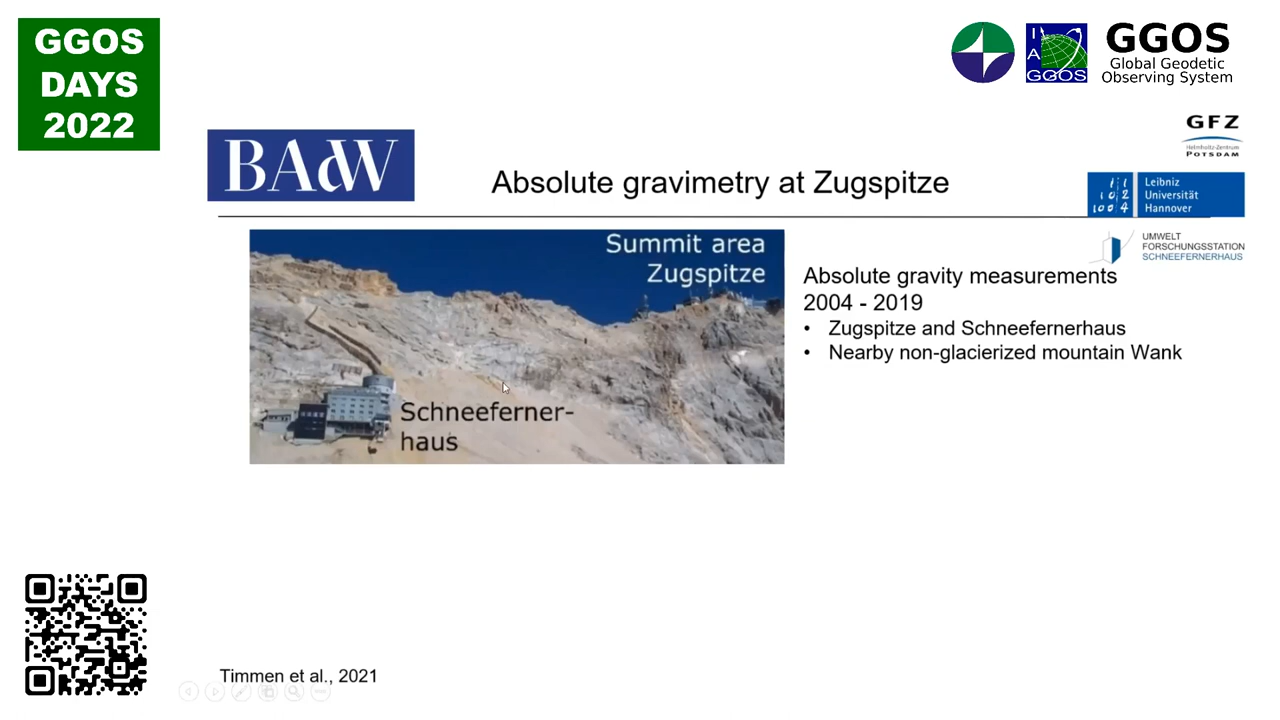 GGOS
DAYS
2022
IAGGOS
GGOS
Global Geodetic
Observing System
GFZ
Helmholtz-Zentrum
POTSDAM
BAdW
Absolute gravimetry at Zugspitze
Leibniz
Universität
Hannover
UMWELT
FORSCHUNGSSTATION
SCHNEEFERNERHAUS
Summit area
Zugspitze
Schneeferner-
haus
Absolute gravity measurements
2004 - 2019
• Zugspitze and Schneefernerhaus
• Nearby non-glacierized mountain Wank
Timmen et al., 2021